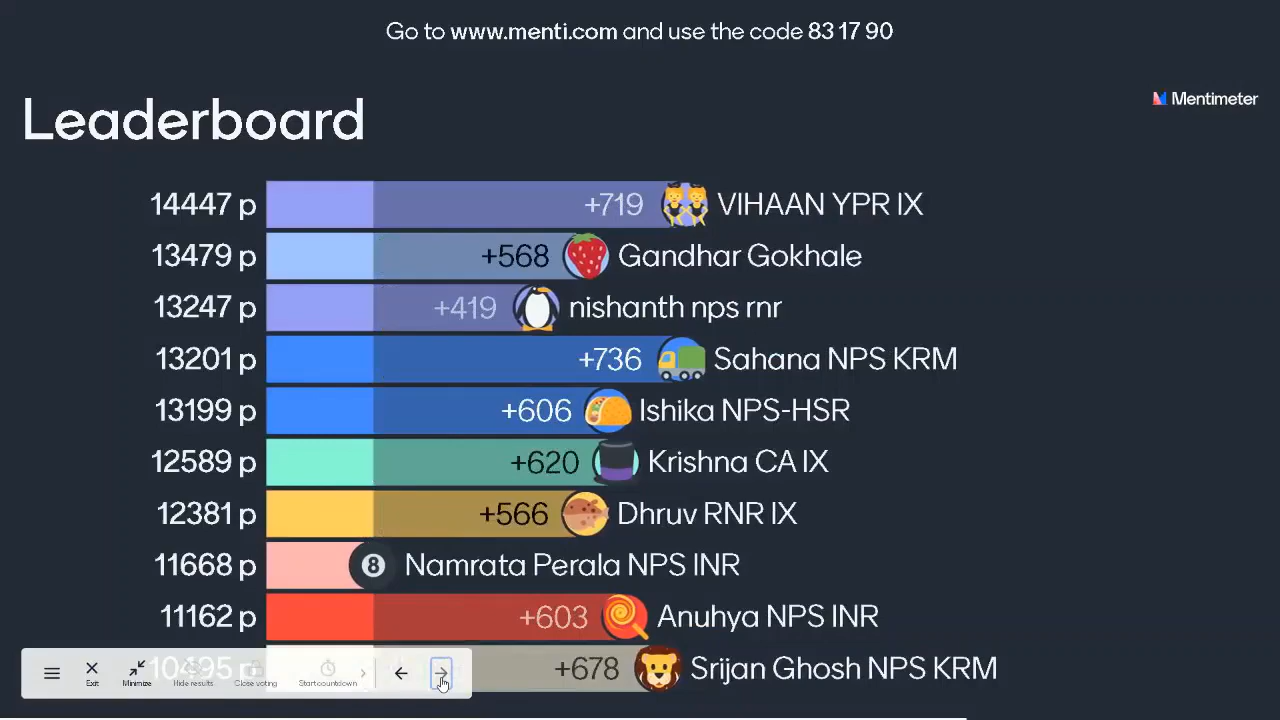 Go to www.menti.com and use the code 83 17 90
Mentimeter
Leaderboard
14447 p +719 VIHAAN YPR IX
13479 p +568 Gandhar Gokhale
13247 p +419 nishanth nps rnr
13201 p +736 Sahana NPS KRM
13199 p +606 Ishika NPS-HSR
12589 p +620 Krishna CA IX
12381 p +566 Dhruv RNR IX
11668 p 8 Namrata Perala NPS INR
11162 p +603 Anuhya NPS INR
10495 p +678 Srijan Ghosh NPS KRM
Exit Minimize Hide results Close voting Start countdown